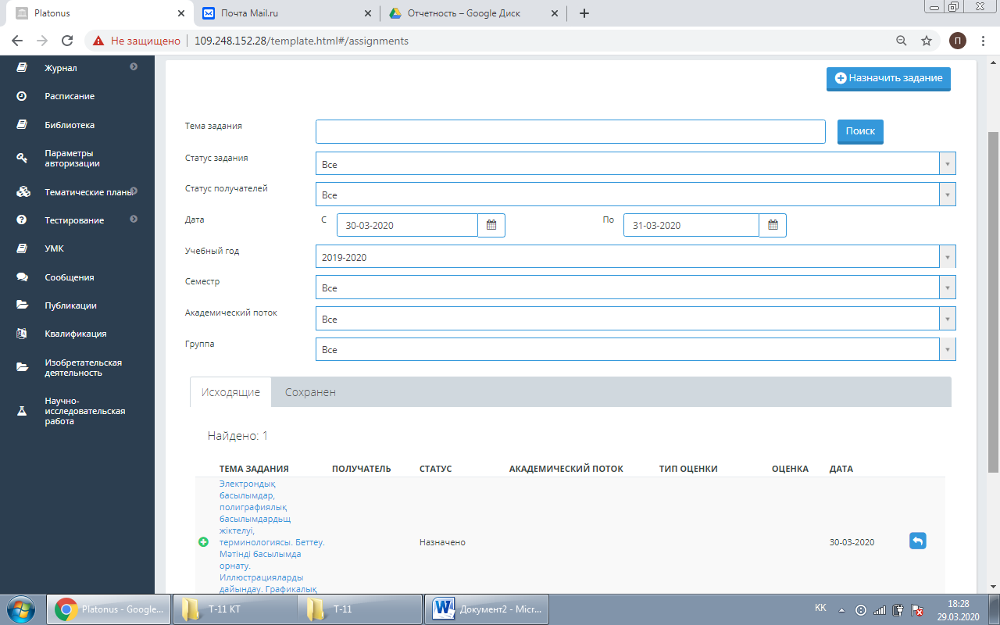 Platonus
Почта Mail.ru
Отчетность – Google Диск
Не защищено
109.248.152.28/template.html#/assignments
П
Журнал
Расписание
Библиотека
Параметры
авторизации
Тематические планы
Тестирование
УМК
Сообщения
Публикации
Квалификация
Изобретательская
деятельность
Научно-
исследовательская
работа
Назначить задание
Тема задания
Поиск
Статус задания
Все
Статус получателей
Все
Дата
С
30-03-2020
По
31-03-2020
Учебный год
2019-2020
Семестр
Все
Академический поток
Все
Группа
Все
Исходящие
Сохранен
Найдено: 1
ТЕМА ЗАДАНИЯ
ПОЛУЧАТЕЛЬ
СТАТУС
АКАДЕМИЧЕСКИЙ ПОТОК
ТИП ОЦЕНКИ
ОЦЕНКА
ДАТА
Электрондық
басылымдар,
полиграфиялық
басылымдардьщ
жіктелуі,
терминологиясы. Беттеу.
Мәтінді басылымда
орнату.
Иллюстрацияларды
дайындау. Графикалық
Назначено
30-03-2020
Platonus - Google...
Т-11 КТ
Т-11
Документ2 - Micr...
KK
18:28
29.03.2020